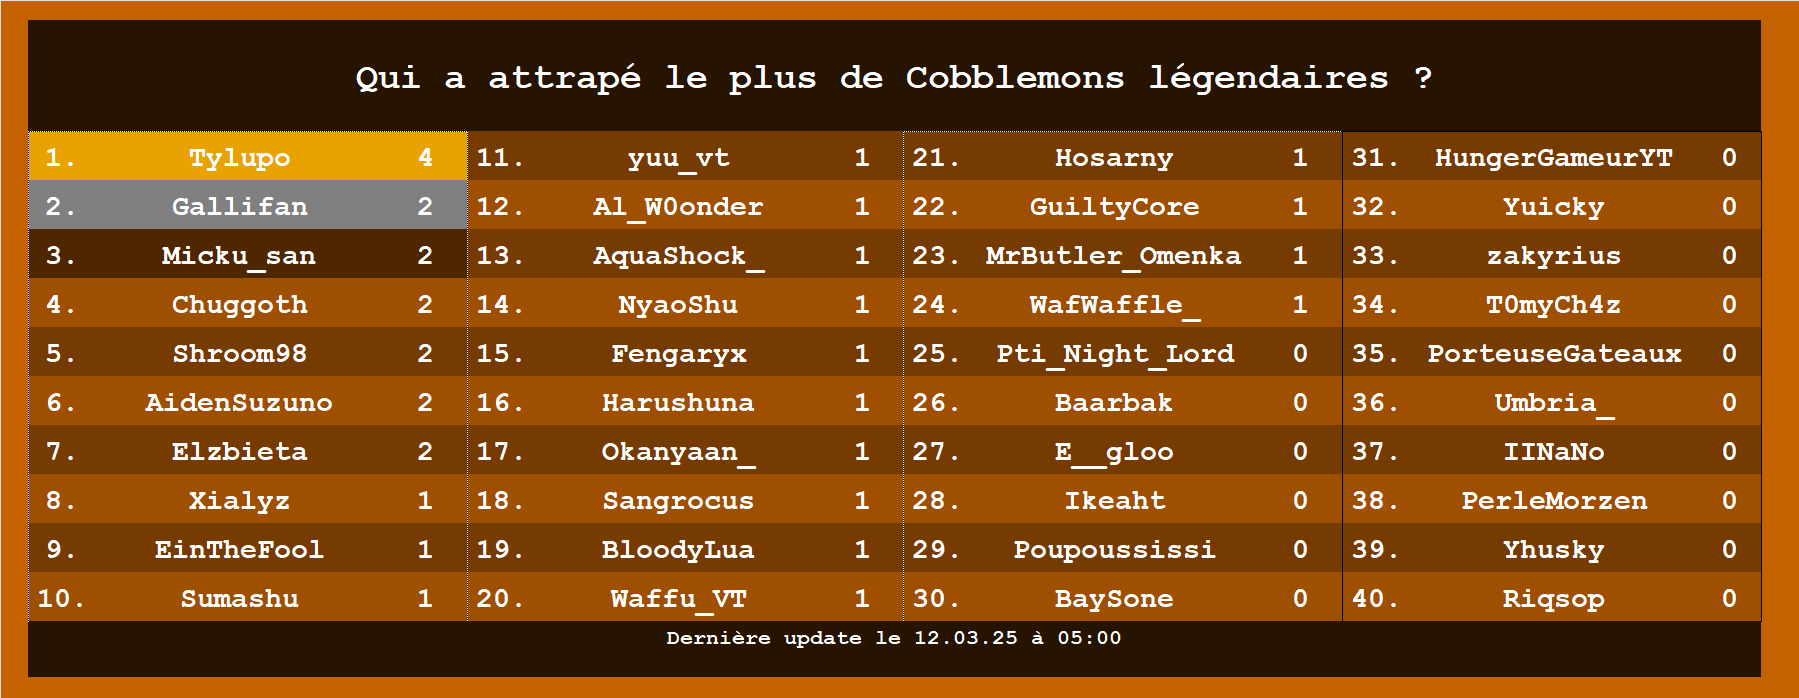 Qui a attrapé le plus de Cobblemons légendaires ?
1. Tylupo 4
2. Gallifan 2
3. Micku_san 2
4. Chuggoth 2
5. Shroom98 2
6. AidenSuzuno 2
7. Elzbieta 2
8. Xialyz 1
9. EinTheFool 1
10. Sumashu 1
11. yuu_vt 1
12. Al_W0onder 1
13. AquaShock_ 1
14. NyaoShu 1
15. Fengaryx 1
16. Harushuna 1
17. Okanyaan_ 1
18. Sangrocus 1
19. BloodyLua 1
20. Waffu_VT 1
21. Hosarny 1
22. GuiltyCore 1
23. MrButler_Omenka 1
24. WafWaffle_ 1
25. Pti_Night_Lord 0
26. Baarbak 0
27. E__gloo 0
28. Ikeaht 0
29. Poupoussissi 0
30. BaySone 0
31. HungerGameurYT 0
32. Yuicky 0
33. zakyrius 0
34. T0myCh4z 0
35. PorteuseGateaux 0
36. Umbria_ 0
37. IINaNo 0
38. PerleMorzen 0
39. Yhusky 0
40. Riqsop 0
Dernière update le 12.03.25 à 05:00